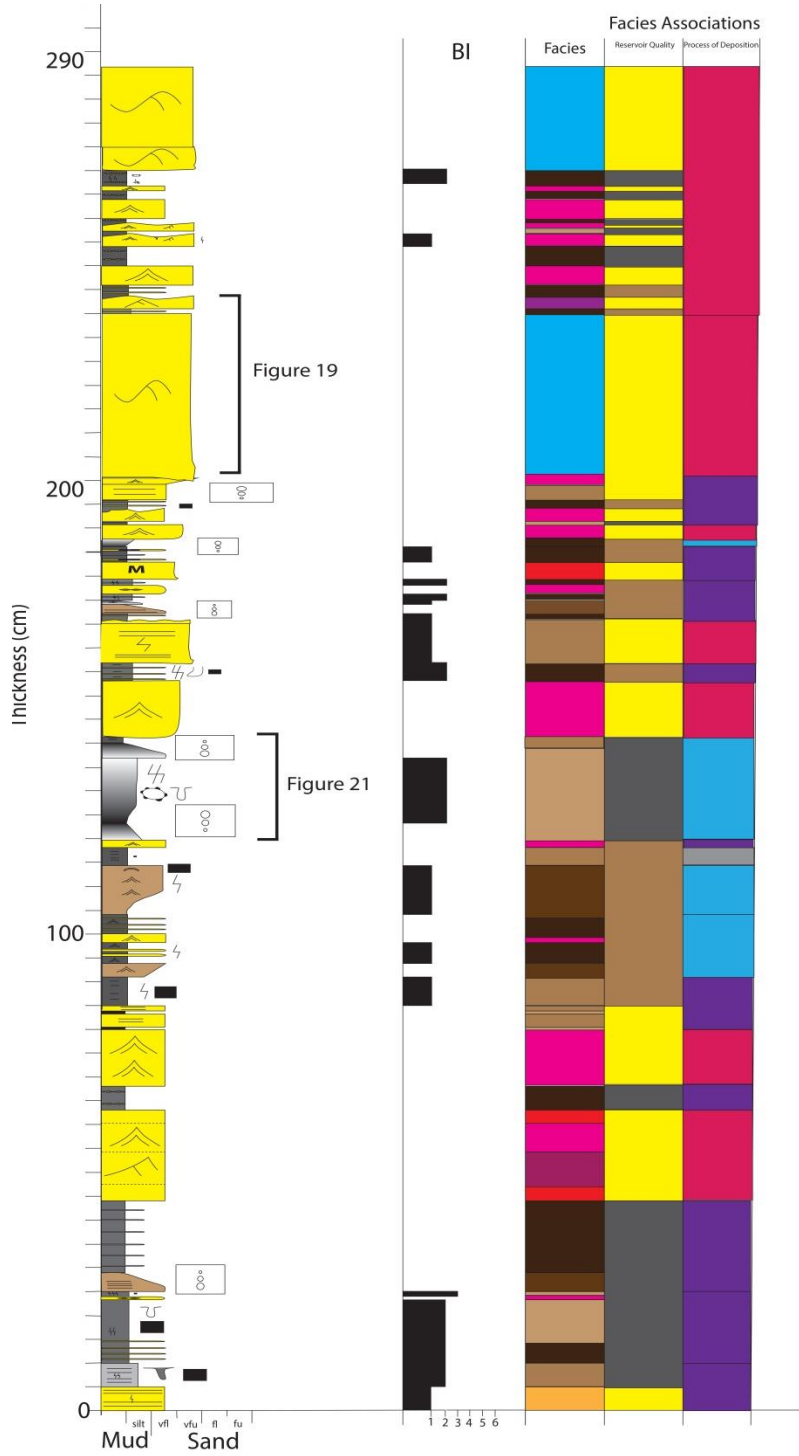 Facies Associations
BI
Facies
Reservoir Quality
Process of Deposition
290
Figure 19
200
M
Thickness (cm)
Figure 21
100
0
silt vfl vfu fl fu
Mud Sand
1 2 3 4 5 6